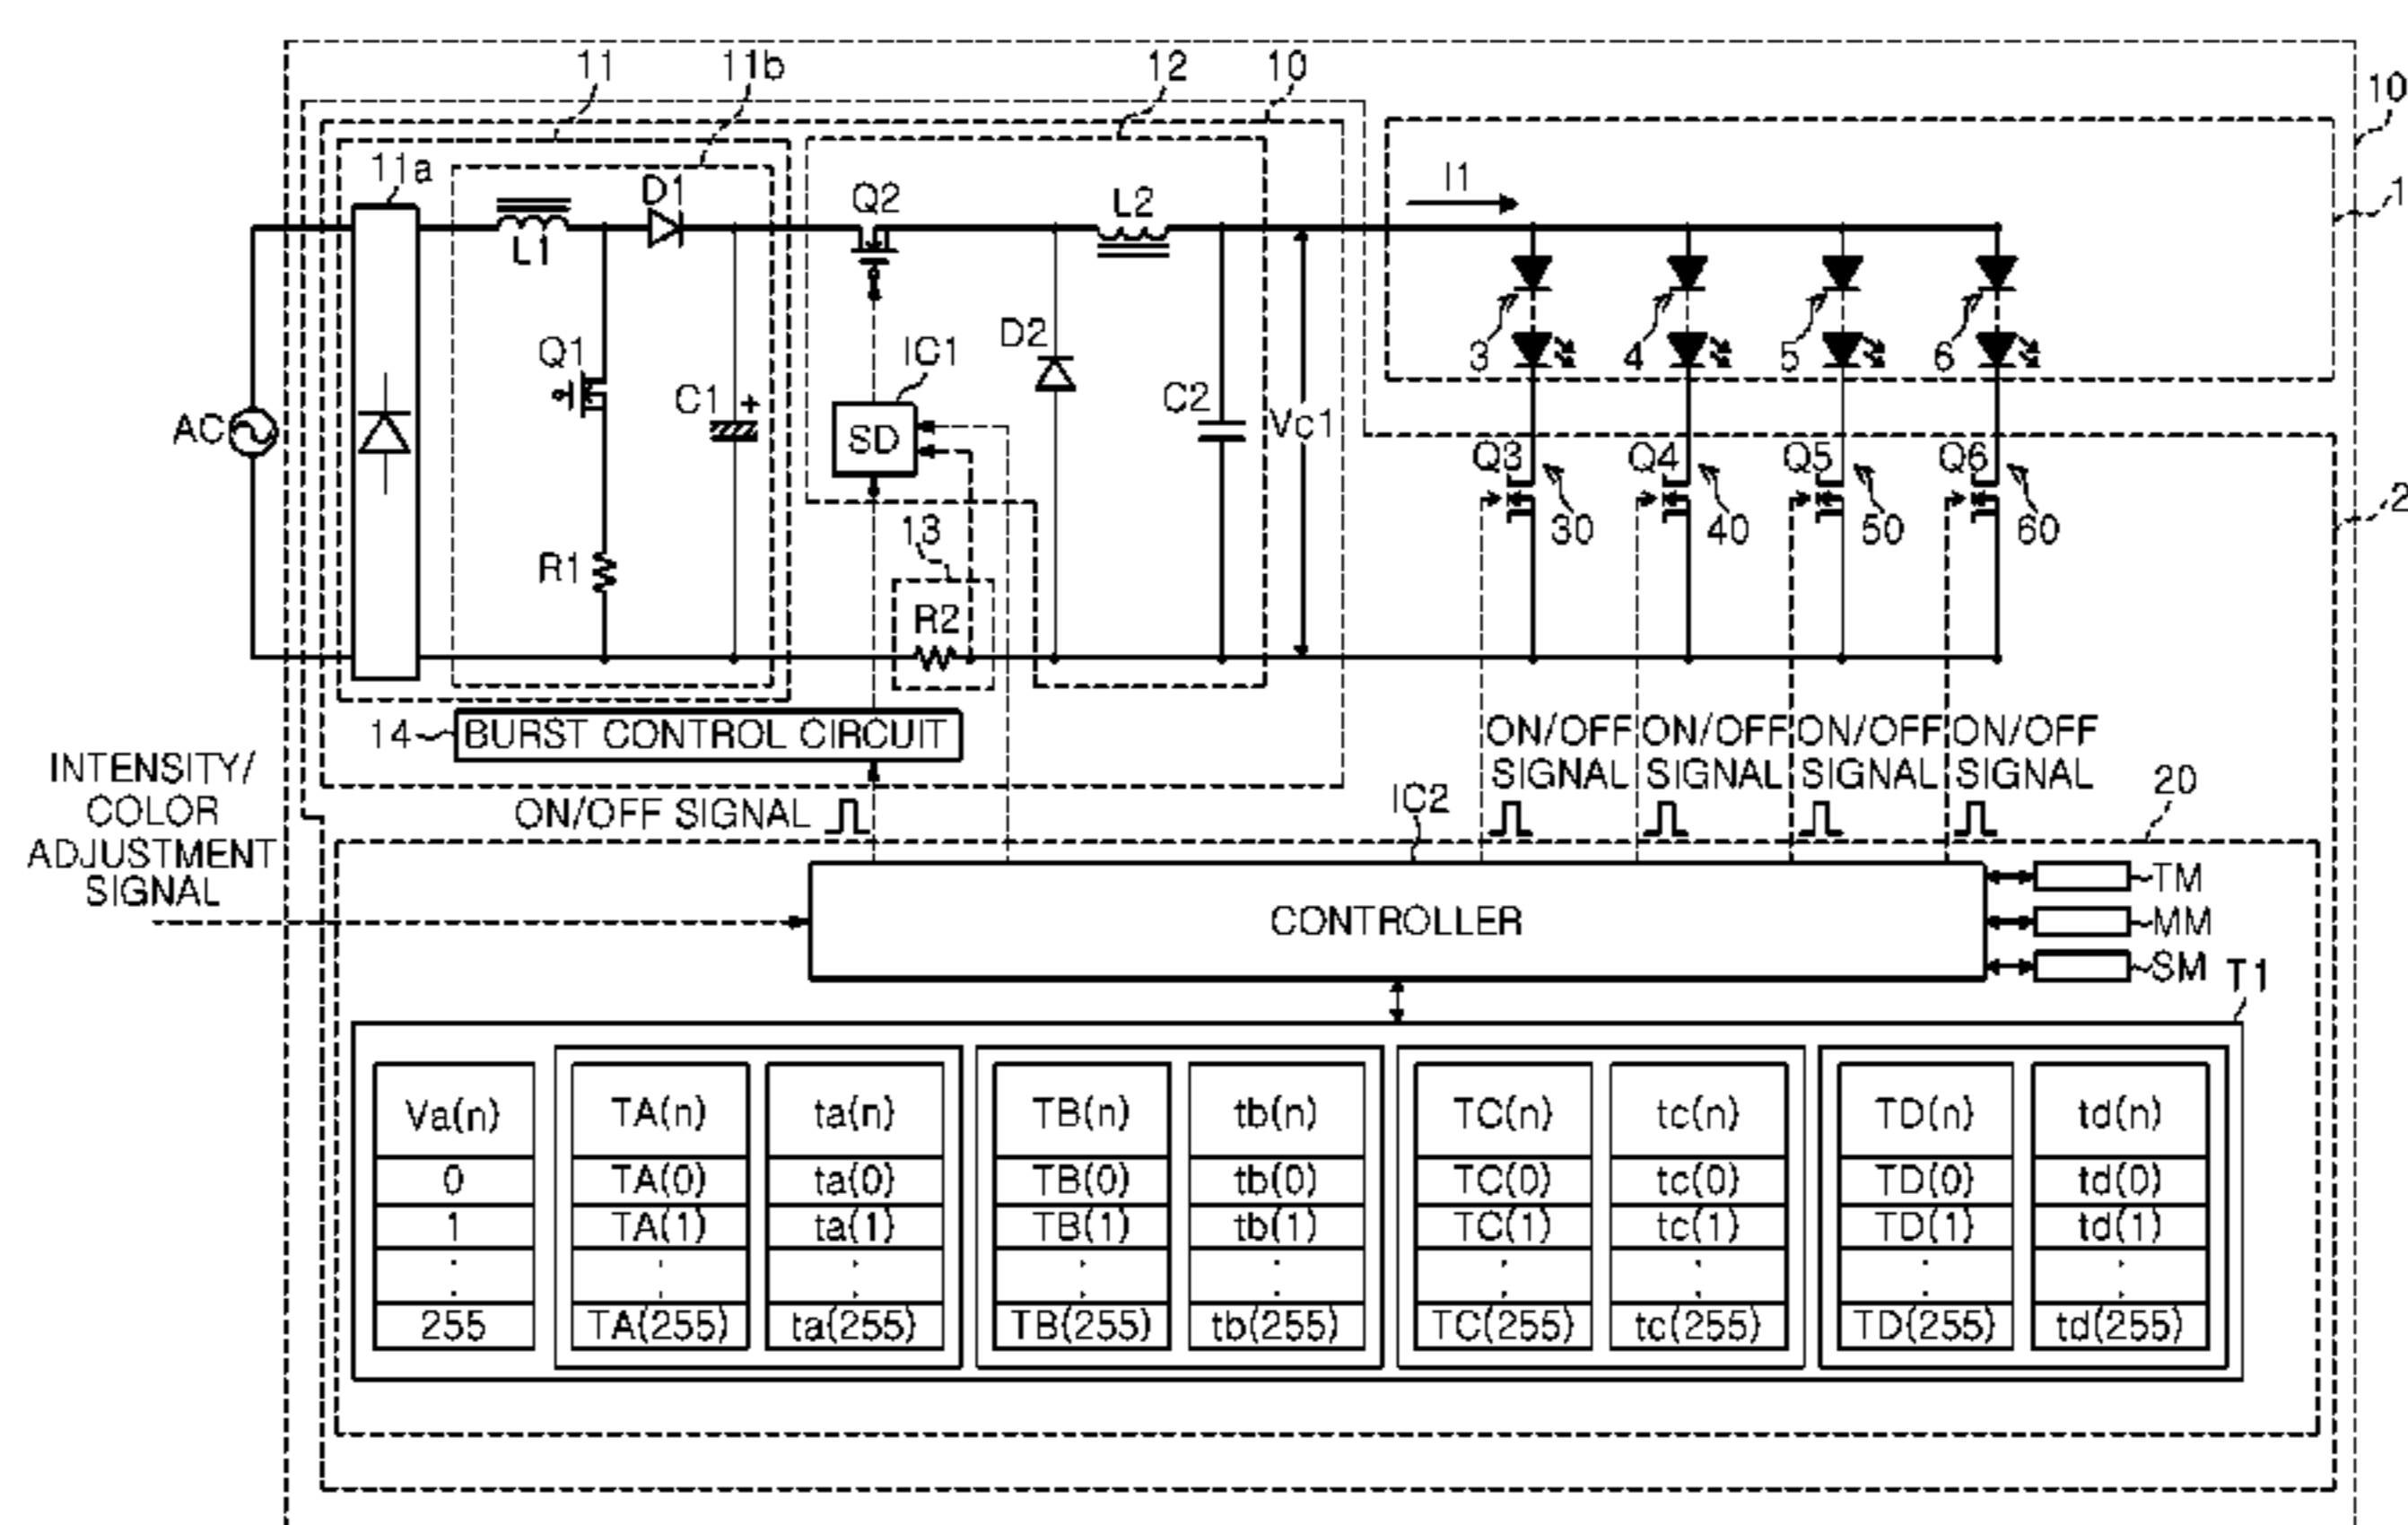 11
11b
12
10
10
11a
D1
Q2
L2
I1
1
L1
Q1
IC1
D2
3
4
5
6
AC
C1
+
SD
C2
Vc1
Q3
Q4
Q5
Q6
2
30
40
50
60
13
R1
R2
14
BURST CONTROL CIRCUIT
ON/OFF SIGNAL
ON/OFF SIGNAL
ON/OFF SIGNAL
ON/OFF SIGNAL
INTENSITY/
COLOR
ADJUSTMENT
SIGNAL
ON/OFF SIGNAL
IC2
20
CONTROLLER
TM
MM
SM
T1
Va(n) TA(n) ta(n) TB(n) tb(n) TC(n) tc(n) TD(n) td(n)
0 TA(0) ta(0) TB(0) tb(0) TC(0) tc(0) TD(0) td(0)
1 TA(1) ta(1) TB(1) tb(1) TC(1) tc(1) TD(1) td(1)
: : : : : : : : :
255 TA(255) ta(255) TB(255) tb(255) TC(255) tc(255) TD(255) td(255)